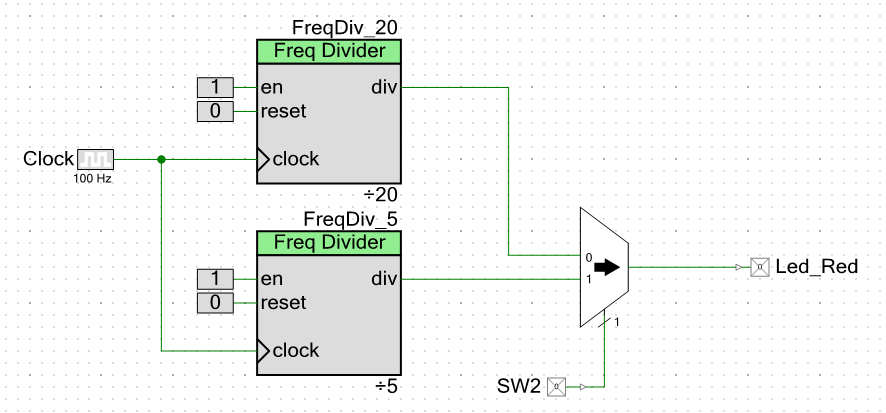 FreqDiv_20
Freq Divider
1 en div
0 reset
Clock clock
100 Hz
÷20
FreqDiv_5
Freq Divider
0
1 en div 1
Led_Red
0 reset
1
clock
÷5
SW2